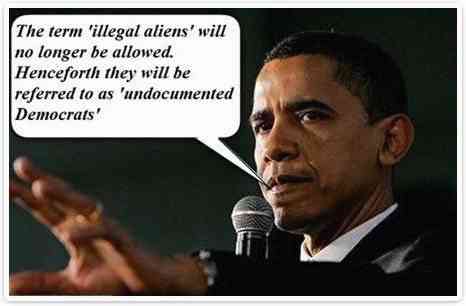 The term 'illegal aliens' will
no longer be allowed.
Henceforth they will be
referred to as 'undocumented
Democrats'